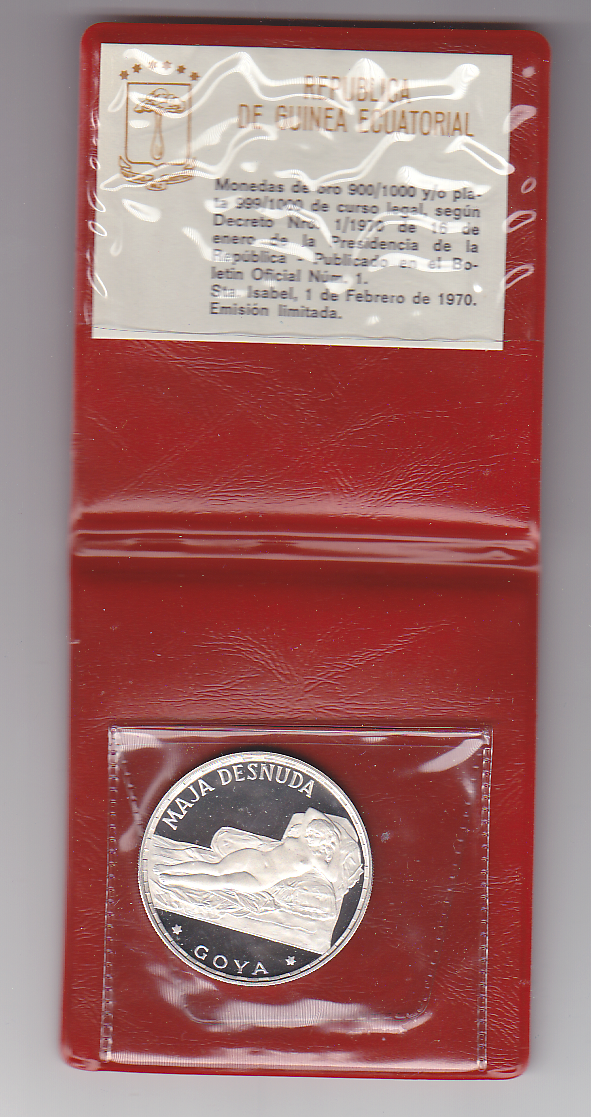 REPUBLICA
DE GUINEA ECUATORIAL
Monedas de oro 900/1000 y/o pla-
ta 999/1000 de curso legal, según
Decreto Nro. 1/1970 de 16 de
enero de la Presidencia de la
República - Publicado en el Bo-
letín Oficial Núm. 1.
Sta. Isabel, 1 de Febrero de 1970.
Emisión limitada.
MAJA DESNUDA
* GOYA *